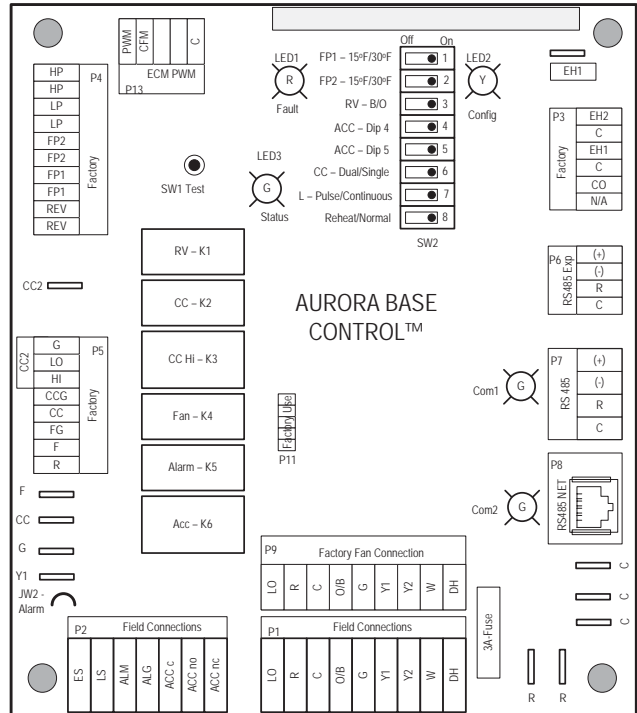 PWM
CFM
C
ECM PWM
P13
Off On
LED1
R
Fault
FP1 – 15ºF/30ºF 1
FP2 – 15ºF/30ºF 2
RV – B/O 3
ACC – Dip 4 4
ACC – Dip 5 5
CC – Dual/Single 6
L – Pulse/Continuous 7
Reheat/Normal 8
SW2
LED2
Y
Config
EH1
P4
HP
HP
LP
LP
FP2
FP2
FP1
FP1
REV
REV
Factory
SW1 Test
LED3
G
Status
P3
EH2
C
EH1
C
CO
N/A
Factory
CC2
RV – K1
CC – K2
CC Hi – K3
Fan – K4
Alarm – K5
Acc – K6
AURORA BASE
CONTROL™
P6
RS485 Exp
(+)
(-)
R
C
CC2
P5
G
LO
HI
CCG
CC
FG
F
R
Factory
Factory Use
P11
Com1
G
P7
RS 485
(+)
(-)
R
C
P8
RS485 NET
Com2
G
F
CC
G
Y1
JW2 -
Alarm
P9 Factory Fan Connection
LO R C O/B G Y1 Y2 W DH
P2 Field Connections
ES LS ALM ALG ACC c ACC no ACC nc
P1 Field Connections
LO R C O/B G Y1 Y2 W DH
3A-Fuse
C
C
C
R R